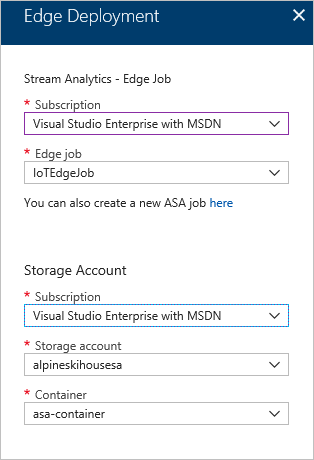 Edge Deployment
Stream Analytics - Edge Job
* Subscription
Visual Studio Enterprise with MSDN
* Edge job
IoTEdgeJob
You can also create a new ASA job here
Storage Account
* Subscription
Visual Studio Enterprise with MSDN
* Storage account
alpineskihousesa
* Container
asa-container